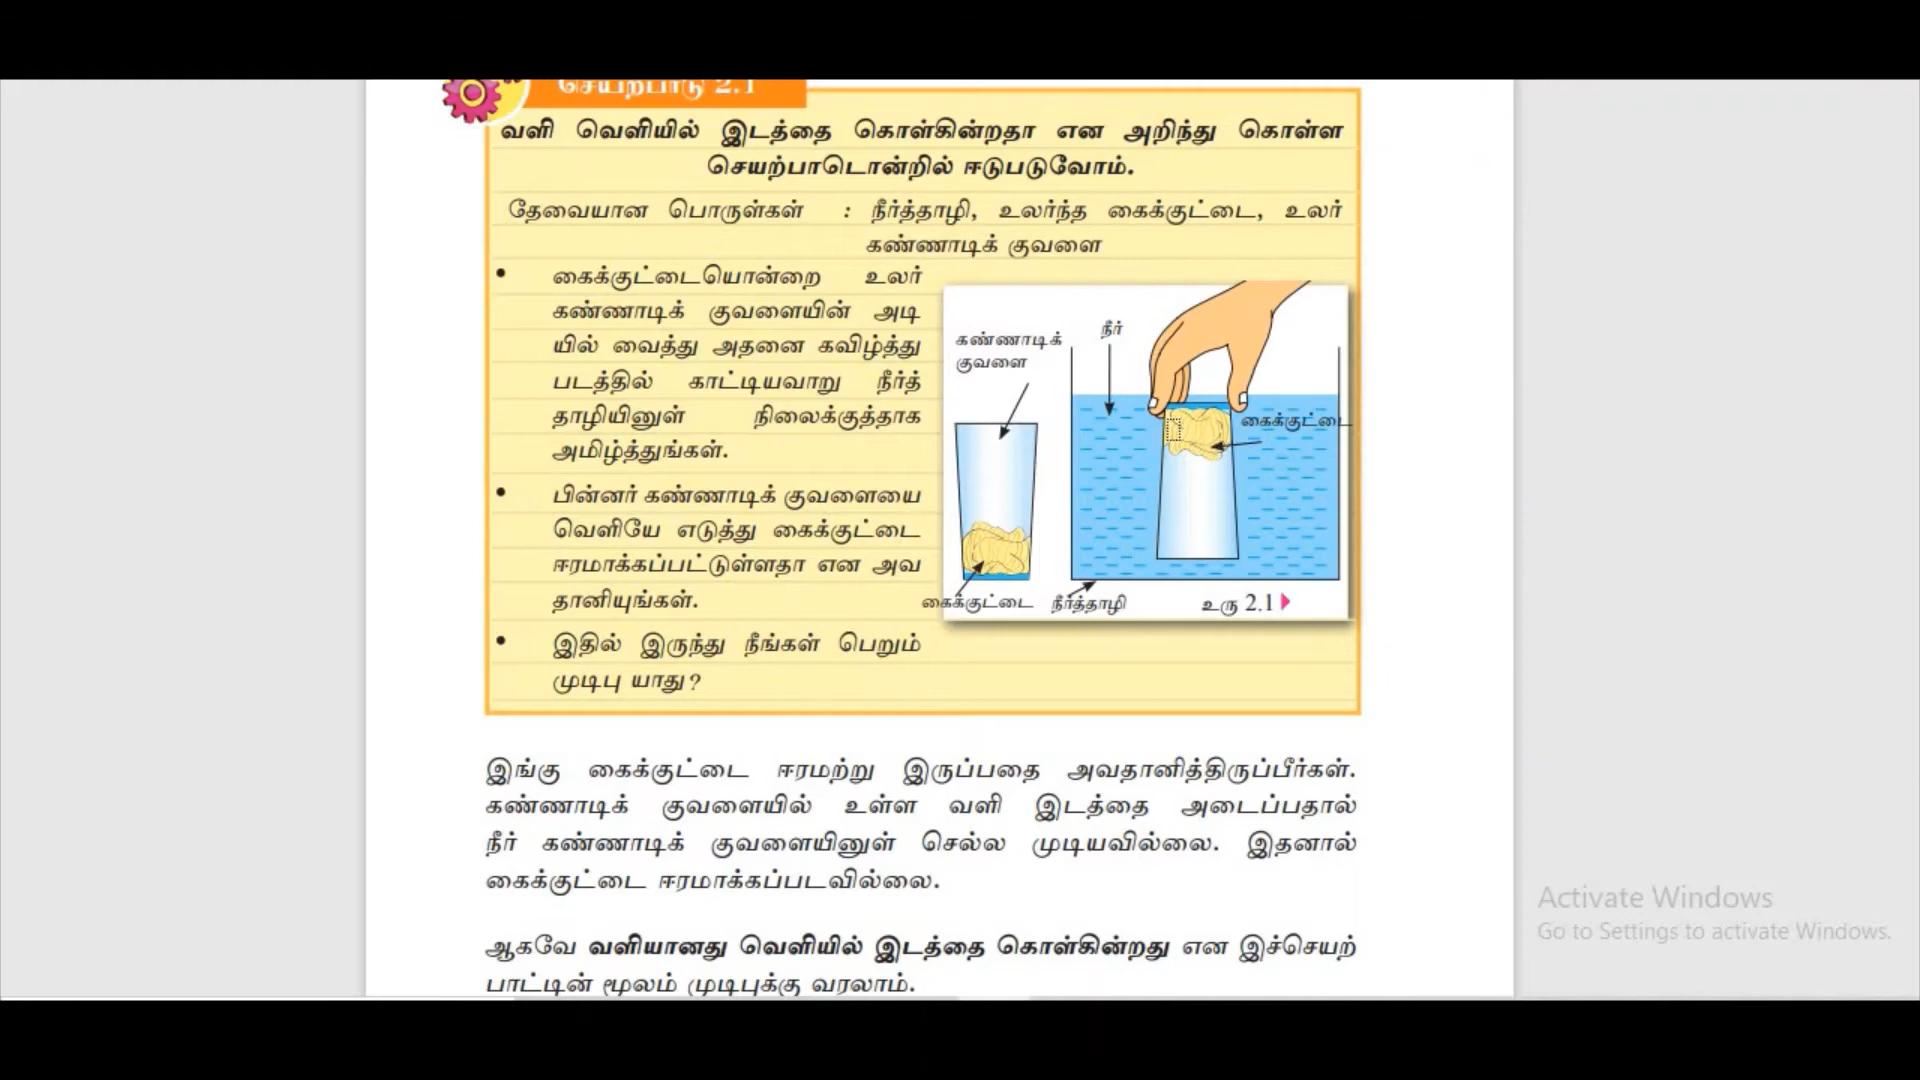 செயற்பாடு 2.1
வளி வெளியில் இடத்தை கொள்கின்றதா என அறிந்து கொள்ள
செயற்பாடொன்றில் ஈடுபடுவோம்.
தேவையான பொருள்கள் : நீர்த்தாழி, உலர்ந்த கைக்குட்டை, உலர்
கண்ணாடிக் குவளை
• கைக்குட்டையொன்றை உலர்
கண்ணாடிக் குவளையின் அடி
யில் வைத்து அதனை கவிழ்த்து
படத்தில் காட்டியவாறு நீர்த்
தாழியினுள் நிலைக்குத்தாக
அமிழ்த்துங்கள்.
• பின்னர் கண்ணாடிக் குவளையை
வெளியே எடுத்து கைக்குட்டை
ஈரமாக்கப்பட்டுள்ளதா என அவ
தானியுங்கள்.
• இதில் இருந்து நீங்கள் பெறும்
முடிபு யாது?
கண்ணாடிக்
குவளை
நீர்
கைக்குட்டை
கைக்குட்டை
நீர்த்தாழி
உரு 2.1
இங்கு கைக்குட்டை ஈரமற்று இருப்பதை அவதானித்திருப்பீர்கள்.
கண்ணாடிக் குவளையில் உள்ள வளி இடத்தை அடைப்பதால்
நீர் கண்ணாடிக் குவளையினுள் செல்ல முடியவில்லை. இதனால்
கைக்குட்டை ஈரமாக்கப்படவில்லை.
ஆகவே வளியானது வெளியில் இடத்தை கொள்கின்றது என இச்செயற்
பாட்டின் மூலம் முடிபுக்கு வரலாம்.
Activate Windows
Go to Settings to activate Windows.